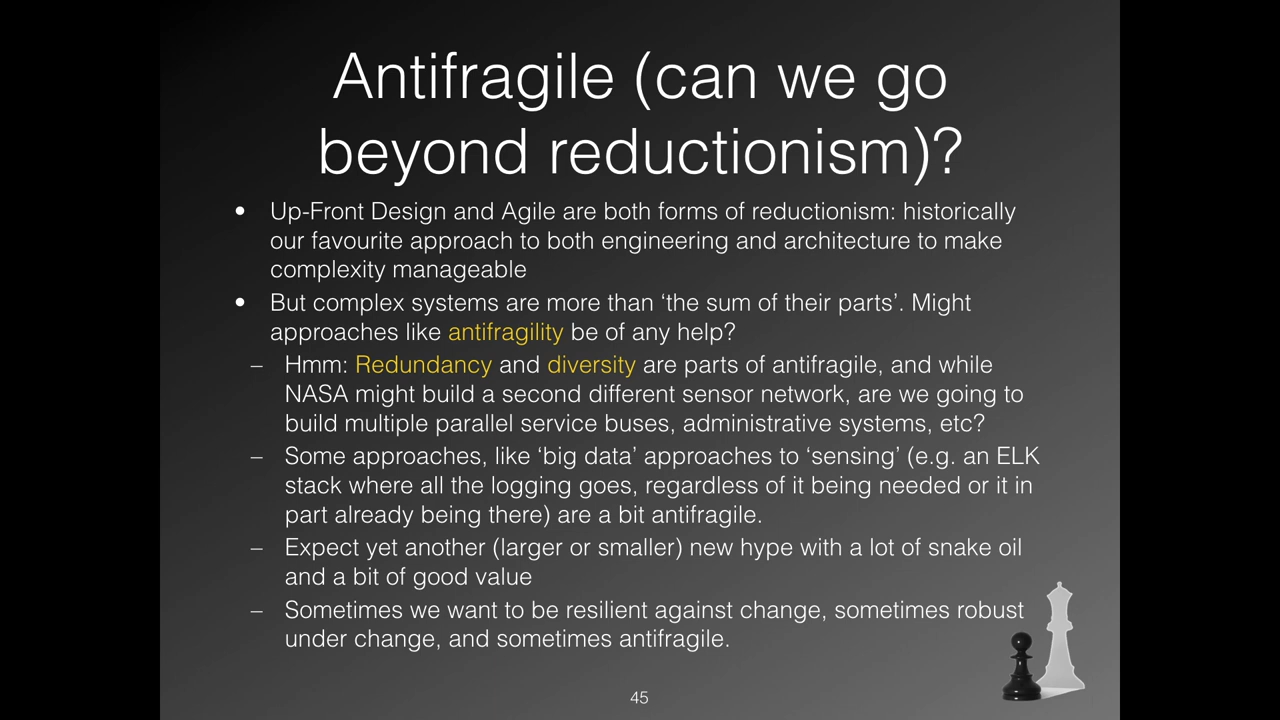 Antifragile (can we go
beyond reductionism)?
• Up-Front Design and Agile are both forms of reductionism: historically
our favourite approach to both engineering and architecture to make
complexity manageable
• But complex systems are more than ‘the sum of their parts’. Might
approaches like antifragility be of any help?
– Hmm: Redundancy and diversity are parts of antifragile, and while
NASA might build a second different sensor network, are we going to
build multiple parallel service buses, administrative systems, etc?
– Some approaches, like ‘big data’ approaches to ‘sensing’ (e.g. an ELK
stack where all the logging goes, regardless of it being needed or it in
part already being there) are a bit antifragile.
– Expect yet another (larger or smaller) new hype with a lot of snake oil
and a bit of good value
– Sometimes we want to be resilient against change, sometimes robust
under change, and sometimes antifragile.
45